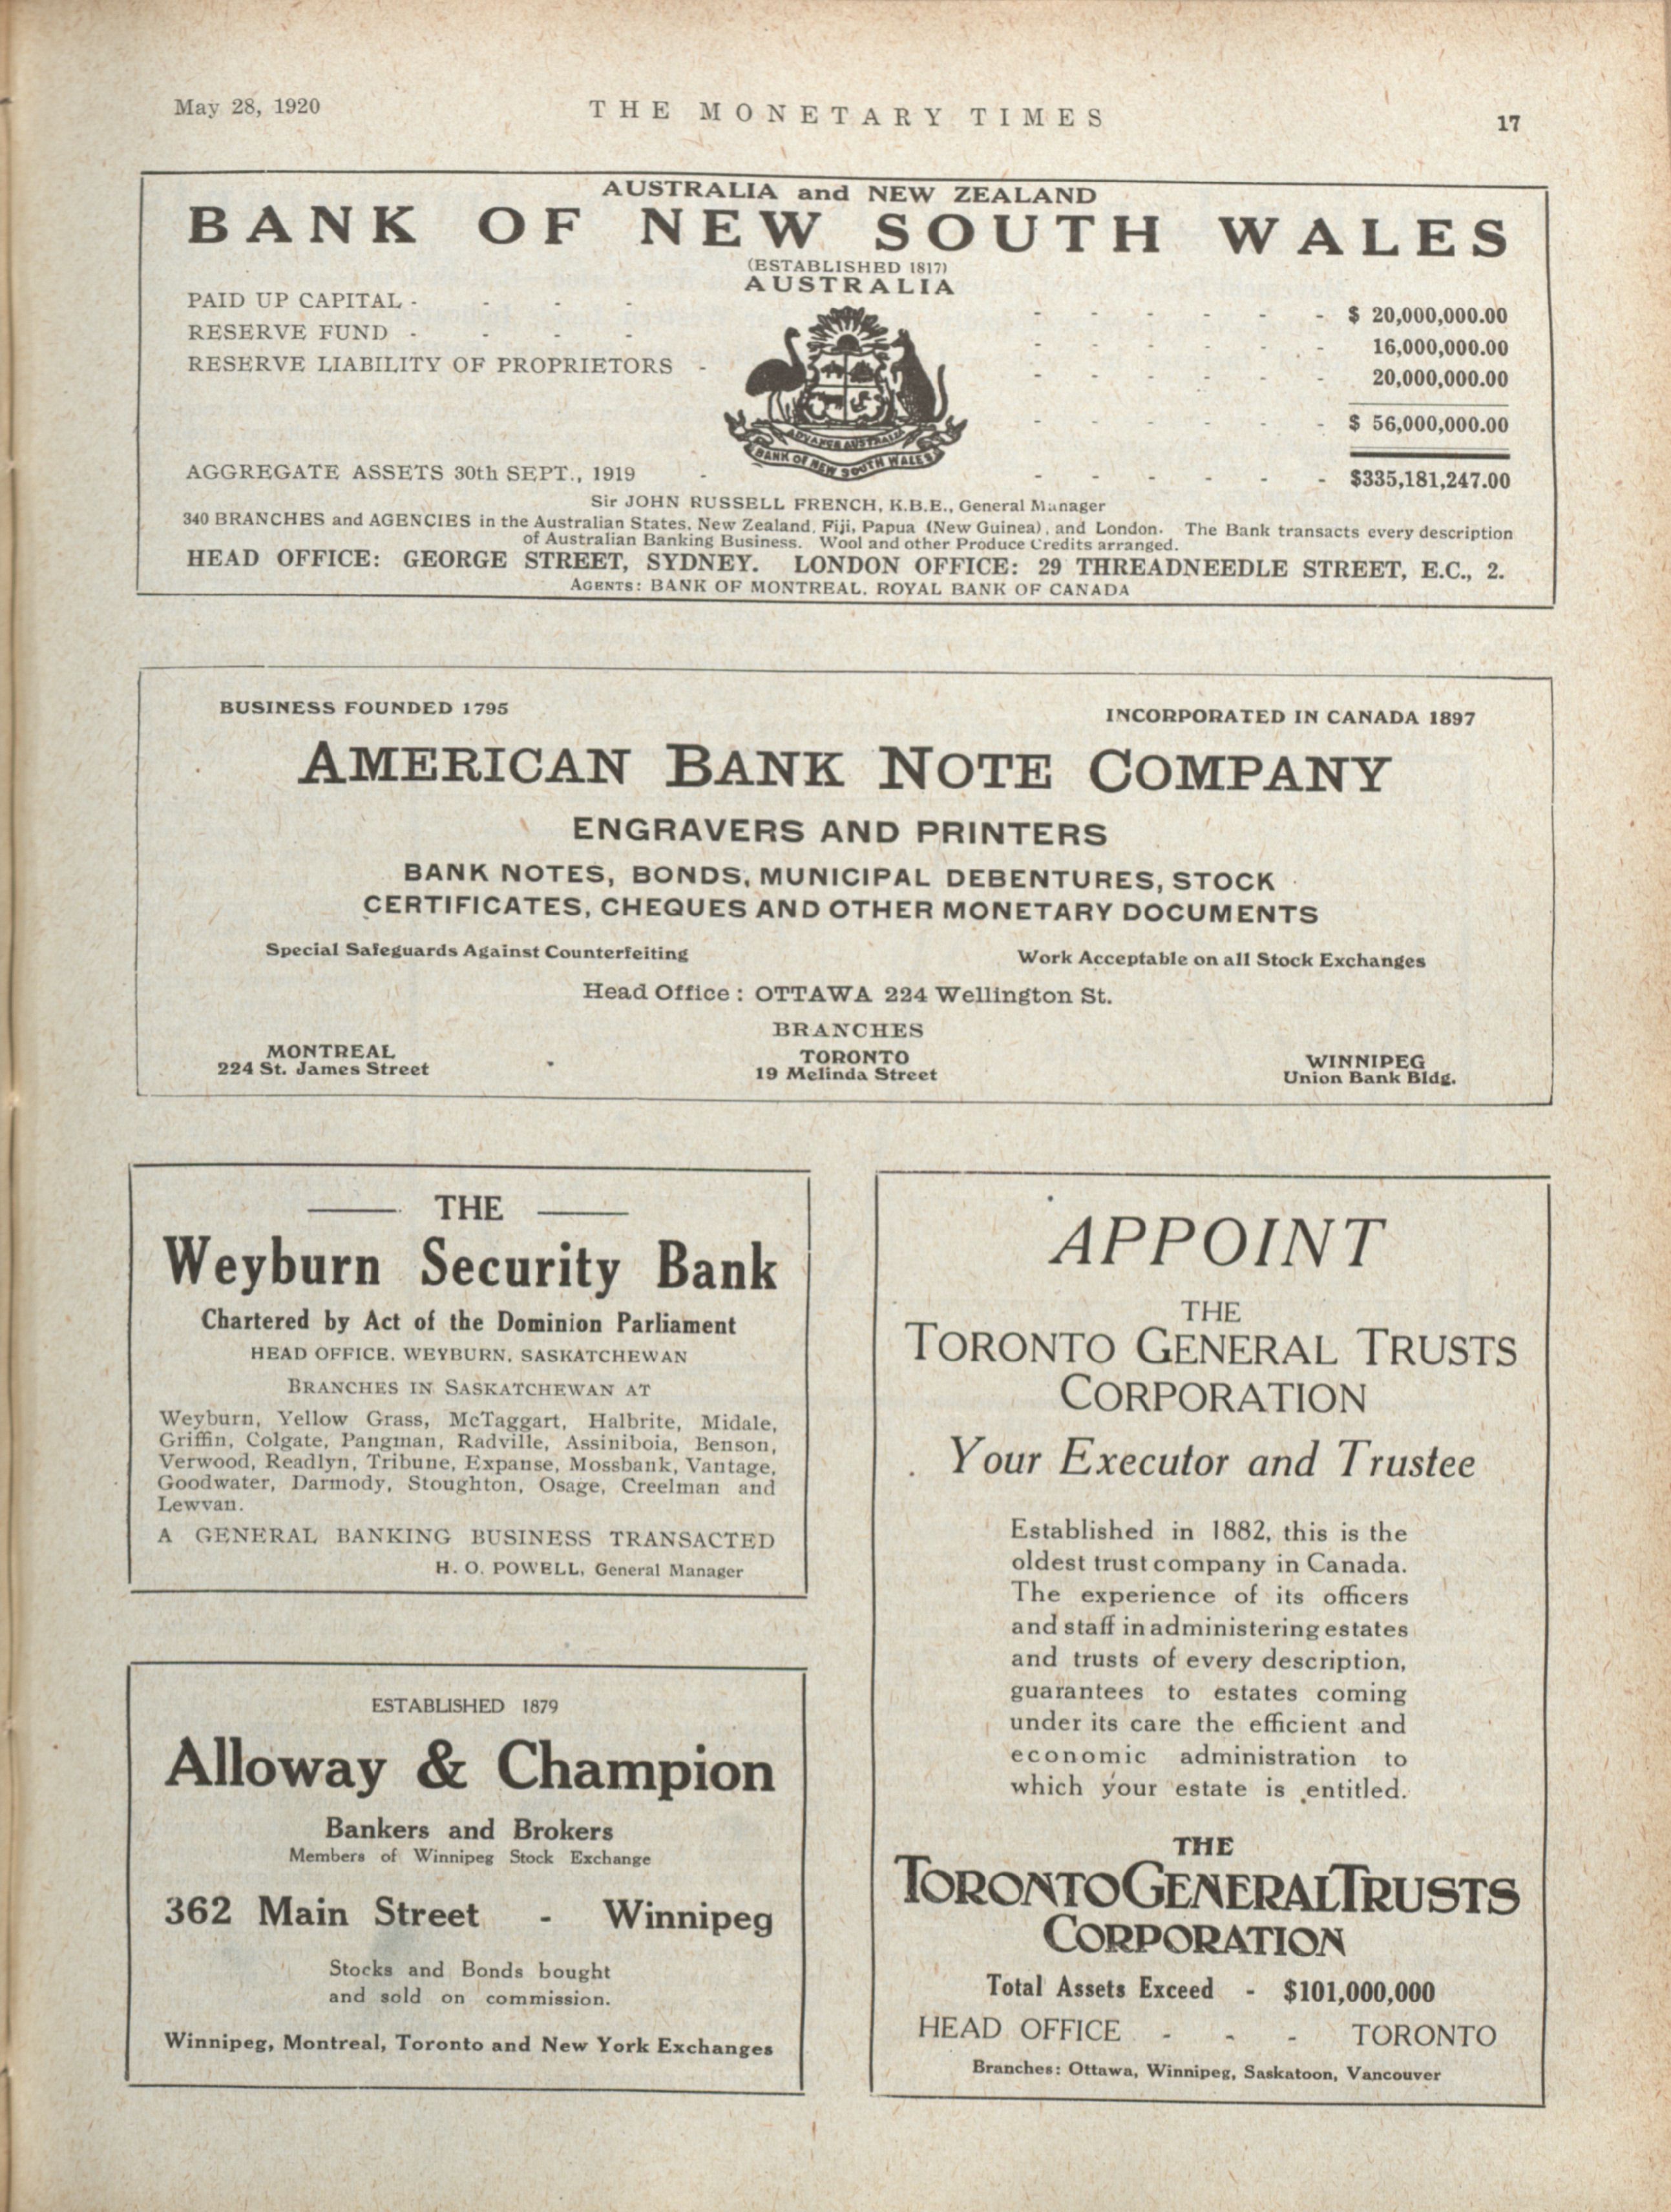 May 28, 1920
THE MONETARY TIMES
17
AUSTRALIA and NEW ZEALAND
BANK OF NEW SOUTH WALES
(ESTABLISHED 1817)
AUSTRALIA
PAID UP CAPITAL - - - - - - - - - - $ 20,000,000.00
RESERVE FUND - - - - - - - - - - 16,000,000.00
RESERVE LIABILITY OF PROPRIETORS - - - - - - - 20,000,000.00
- - - - - - $ 56,000,000.00
ADVANCE AUSTRALIA
BANK OF NEW SOUTH WALES
AGGREGATE ASSETS 30th SEPT., 1919 - - - - - - - $335,181,247.00
Sir JOHN RUSSELL FRENCH, K.B.E., General Manager
340 BRANCHES and AGENCIES in the Australian States, New Zealand, Fiji, Papua (New Guinea), and London. The Bank transacts every description
of Australian Banking Business. Wool and other Produce Credits arranged.
HEAD OFFICE: GEORGE STREET, SYDNEY. LONDON OFFICE: 29 THREADNEEDLE STREET, E.C., 2.
AGENTS: BANK OF MONTREAL, ROYAL BANK OF CANADA
BUSINESS FOUNDED 1795
INCORPORATED IN CANADA 1897
AMERICAN BANK NOTE COMPANY
ENGRAVERS AND PRINTERS
BANK NOTES, BONDS, MUNICIPAL DEBENTURES, STOCK
CERTIFICATES, CHEQUES AND OTHER MONETARY DOCUMENTS
Special Safeguards Against Counterfeiting
Work Acceptable on all Stock Exchanges
Head Office : OTTAWA 224 Wellington St.
BRANCHES
MONTREAL
224 St. James Street
TORONTO
19 Melinda Street
WINNIPEG
Union Bank Bldg.
THE
Weyburn Security Bank
Chartered by Act of the Dominion Parliament
HEAD OFFICE, WEYBURN, SASKATCHEWAN
BRANCHES IN SASKATCHEWAN AT
Weyburn, Yellow Grass, McTaggart, Halbrite, Midale,
Griffin, Colgate, Pangman, Radville, Assiniboia, Benson,
Verwood, Readlyn, Tribune, Expanse, Mossbank, Vantage,
Goodwater, Darmody, Stoughton, Osage, Creelman and
Lewvan.
A GENERAL BANKING BUSINESS TRANSACTED
H. O. POWELL, General Manager
ESTABLISHED 1879
Alloway & Champion
Bankers and Brokers
Members of Winnipeg Stock Exchange
362 Main Street - Winnipeg
Stocks and Bonds bought
and sold on commission.
Winnipeg, Montreal, Toronto and New York Exchanges
APPOINT
THE
TORONTO GENERAL TRUSTS
CORPORATION
Your Executor and Trustee
Established in 1882, this is the
oldest trust company in Canada.
The experience of its officers
and staff in administering estates
and trusts of every description,
guarantees to estates coming
under its care the efficient and
economic administration to
which your estate is entitled.
THE
TORONTO GENERAL TRUSTS
CORPORATION
Total Assets Exceed - $101,000,000
HEAD OFFICE - - - TORONTO
Branches: Ottawa, Winnipeg, Saskatoon, Vancouver